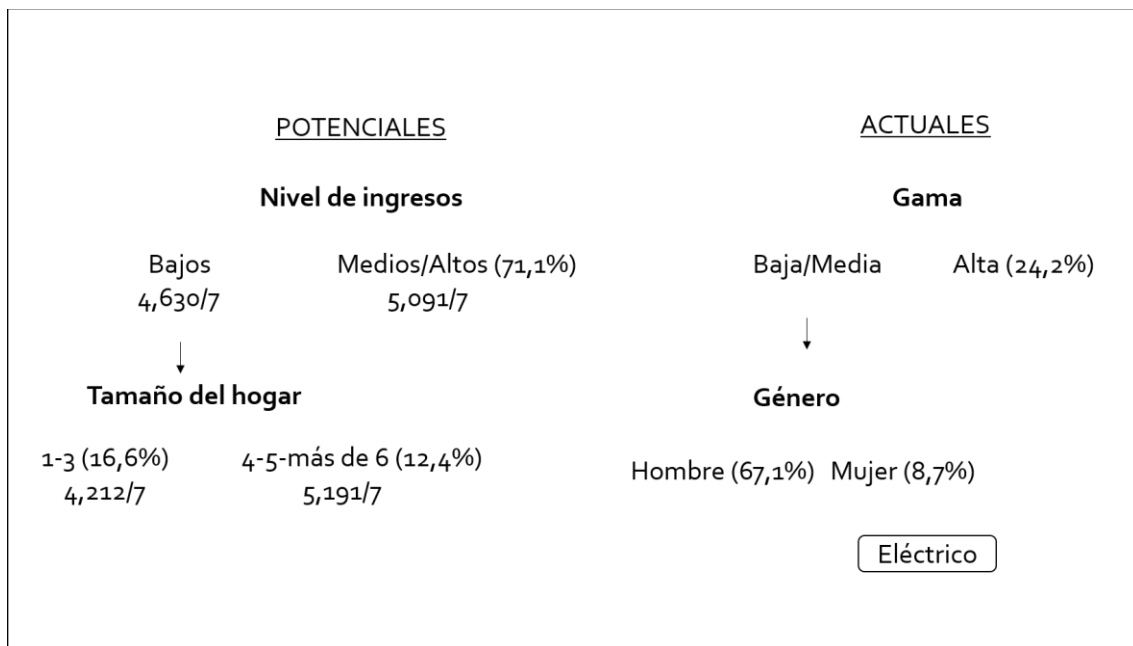 POTENCIALES
Nivel de ingresos
Bajos
4,630/7
Medios/Altos (71,1%)
5,091/7
Tamaño del hogar
1-3 (16,6%)
4,212/7
4-5-más de 6 (12,4%)
5,191/7
ACTUALES
Gama
Baja/Media
Alta (24,2%)
Género
Hombre (67,1%)
Mujer (8,7%)
Eléctrico